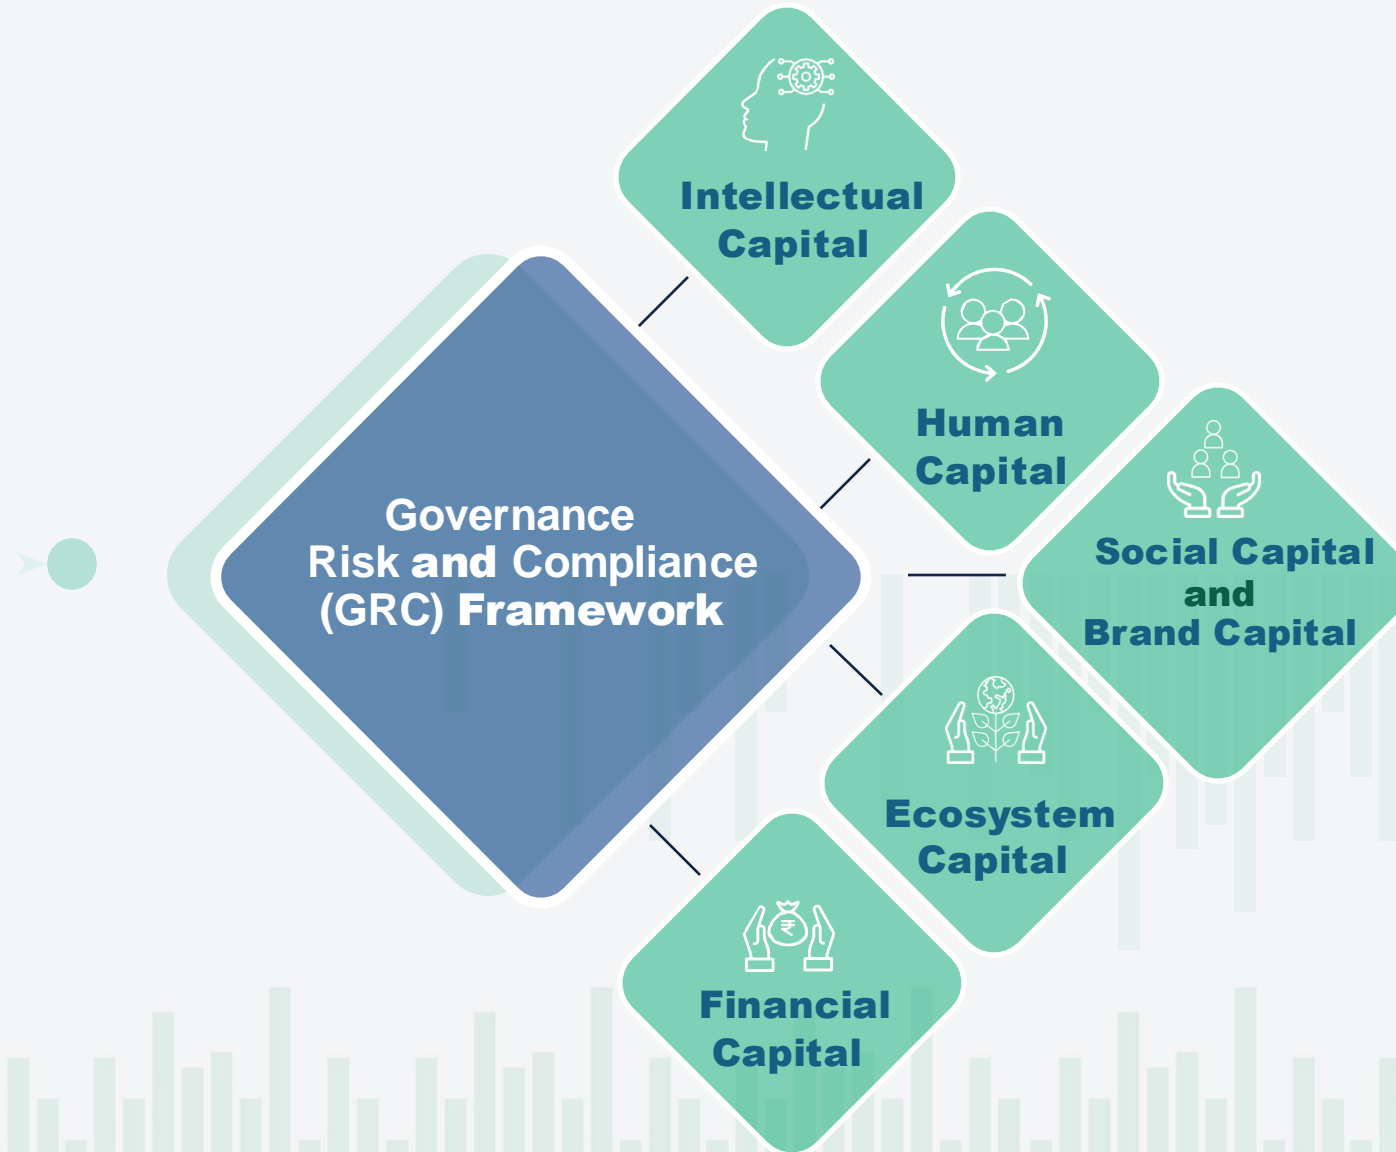 Intellectual
Capital
Human
Capital
Governance
Risk and Compliance
(GRC) Framework
Social Capital
and
Brand Capital
Ecosystem
Capital
₹
Financial
Capital